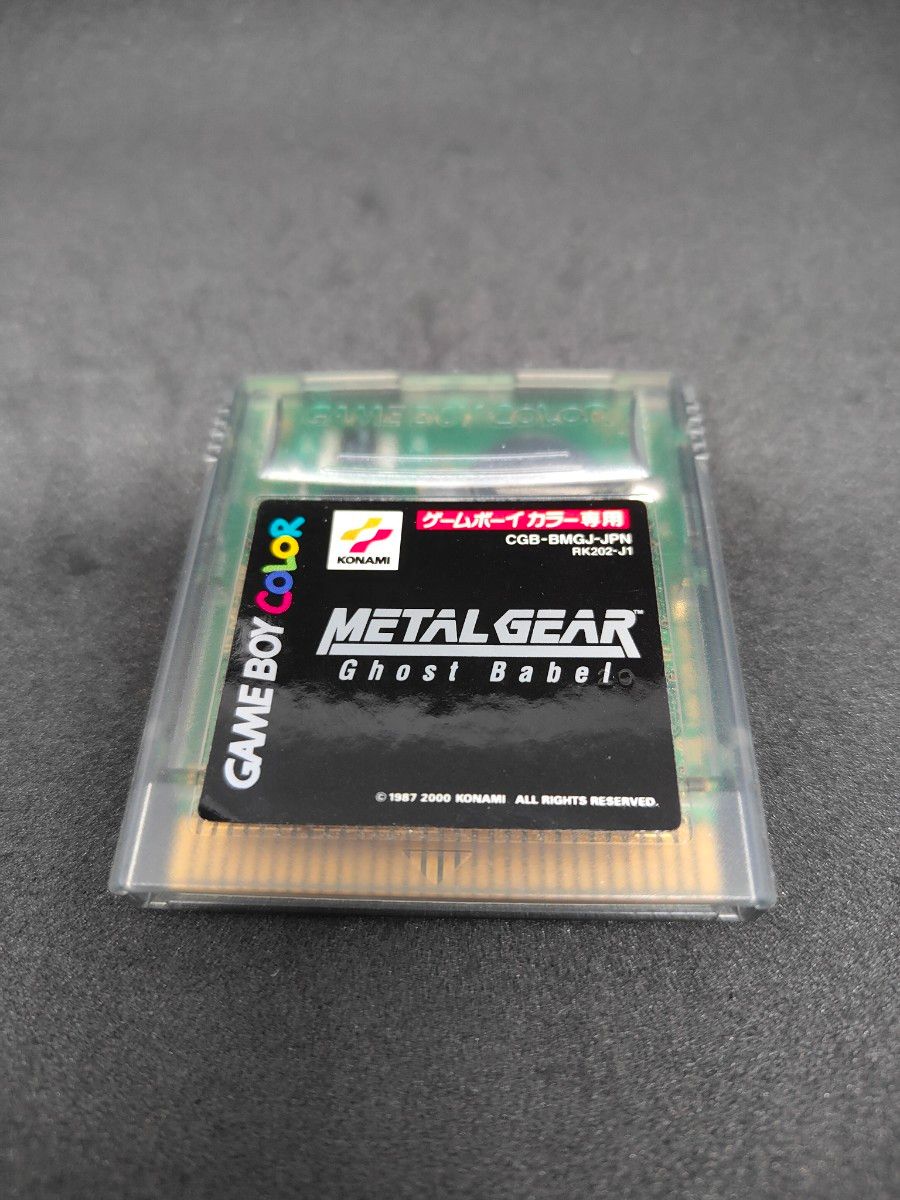 GAME BOY COLOR
GAME BOY COLOR
KONAMI
ゲームボーイカラー専用
CGB-BMGJ-JPN
RK202-J1
METAL GEAR™
Ghost Babel
©1987 2000 KONAMI ALL RIGHTS RESERVED.